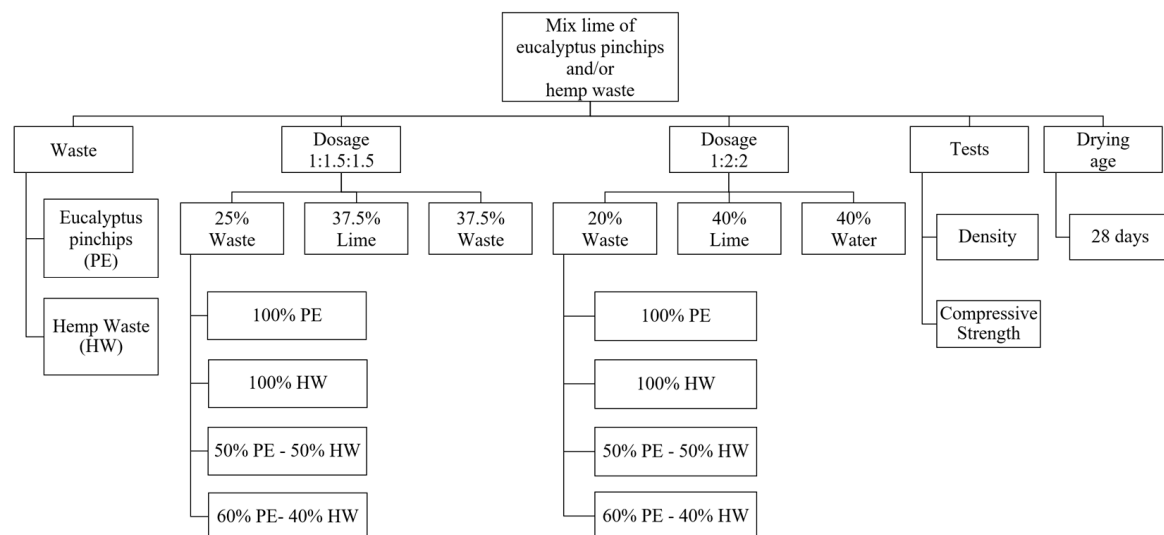 Mix lime of
eucalyptus pinchips
and/or
hemp waste
Waste
Dosage
1:1.5:1.5
Dosage
1:2:2
Tests
Drying
age
Eucalyptus
pinchips
(PE)
Hemp Waste
(HW)
25%
Waste
37.5%
Lime
37.5%
Waste
20%
Waste
40%
Lime
40%
Water
Density
Compressive
Strength
28 days
100% PE
100% HW
50% PE - 50% HW
60% PE- 40% HW
100% PE
100% HW
50% PE - 50% HW
60% PE - 40% HW